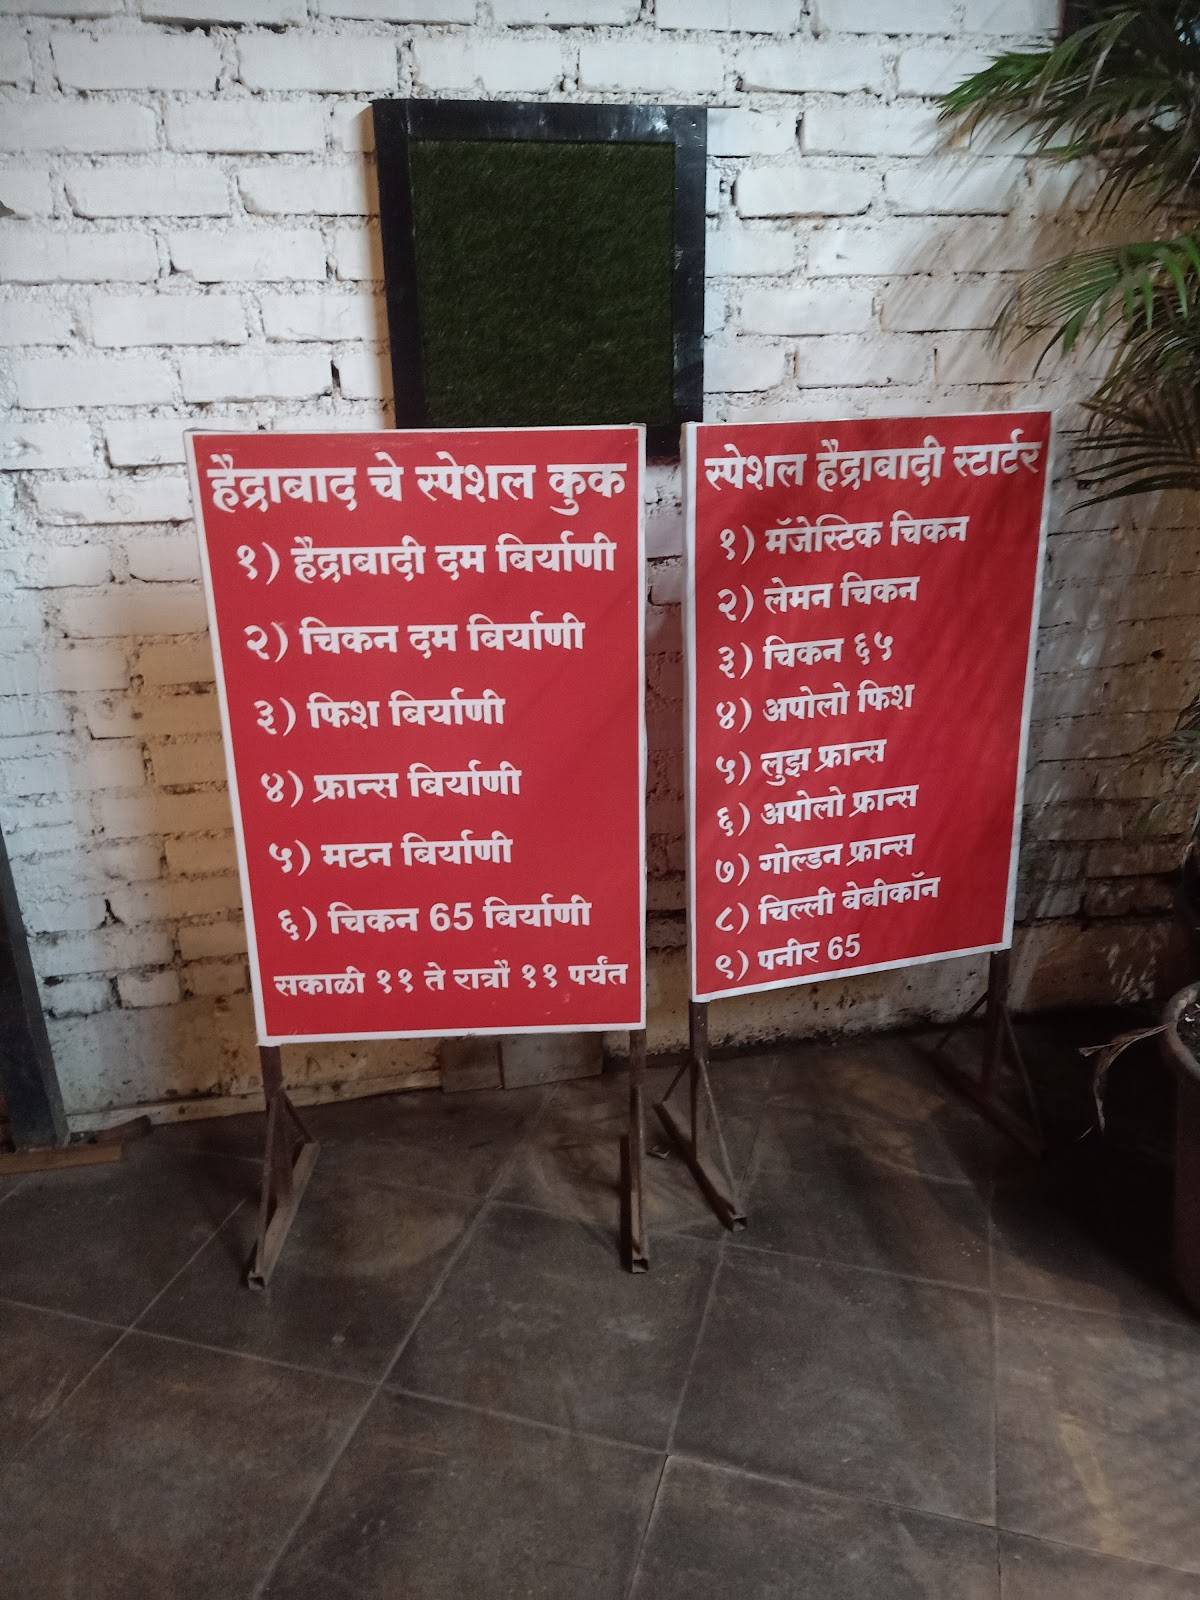 हैद्राबाद चे स्पेशल कुक
१) हैद्राबादी दम बिर्याणी
२) चिकन दम बिर्याणी
३) फिश बिर्याणी
४) फ्रान्स बिर्याणी
५) मटन बिर्याणी
६) चिकन 65 बिर्याणी
सकाळी ११ ते रात्रौ ११ पर्यंत
स्पेशल हैद्राबादी स्टार्टर
१) मॅजेस्टिक चिकन
२) लेमन चिकन
३) चिकन ६५
४) अपोलो फिश
५) लुझ फ्रान्स
६) अपोलो फ्रान्स
७) गोल्डन फ्रान्स
८) चिल्ली बेबीकॉन
९) पनीर 65